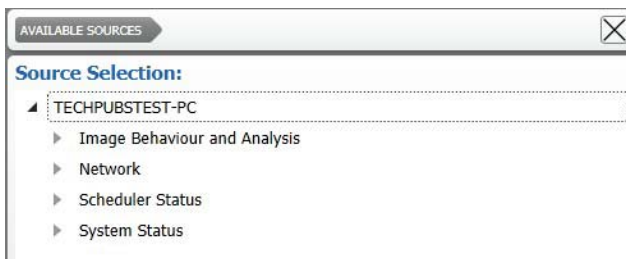 AVAILABLE SOURCES
Source Selection:
TECHPUBSTEST-PC
Image Behaviour and Analysis
Network
Scheduler Status
System Status